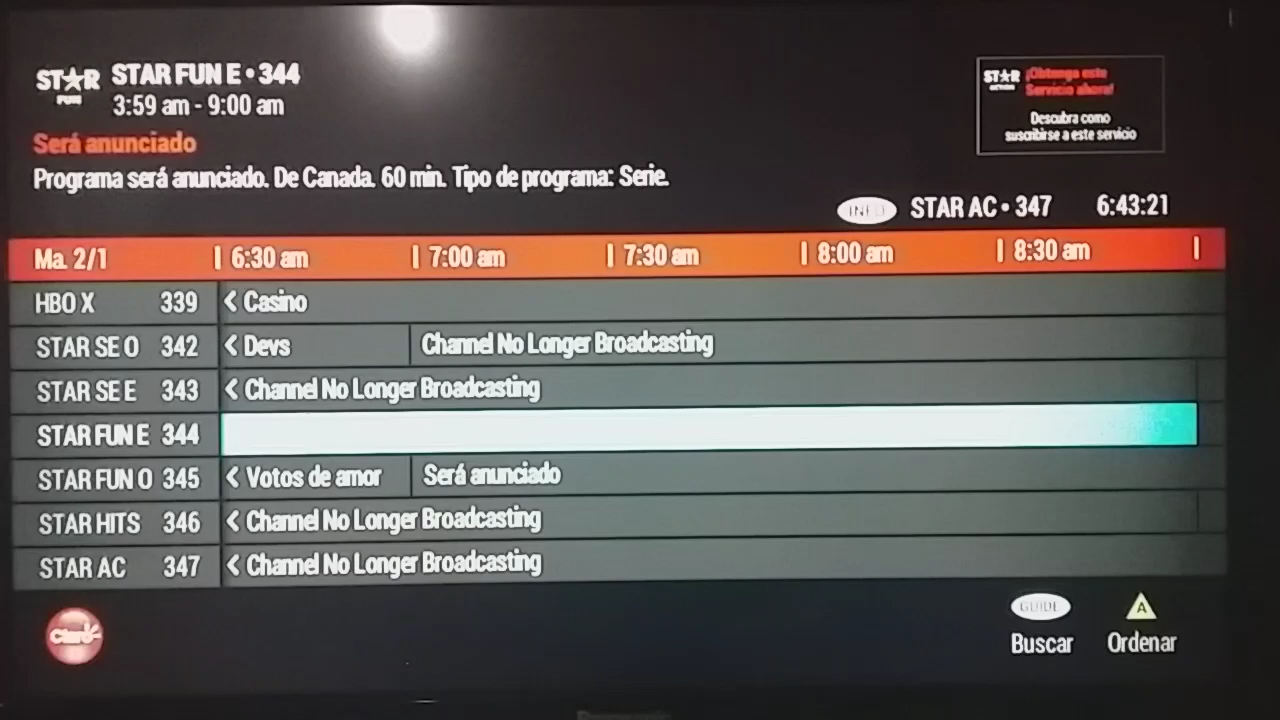 STAR FUN
STAR FUN E • 344
3:59 am - 9:00 am
Será anunciado
Programa será anunciado. De Canada. 60 min. Tipo de programa: Serie.
STAR ACTION
¡Obtenga este
Servicio ahora!
Descubra como
suscribirse a este servicio
INFO STAR AC • 347 6:43:21
Ma. 2/1 6:30 am 7:00 am 7:30 am 8:00 am 8:30 am
HBO X 339 < Casino
STAR SE O 342 < Devs Channel No Longer Broadcasting
STAR SE E 343 < Channel No Longer Broadcasting
STAR FUN E 344
STAR FUN O 345 < Votos de amor Será anunciado
STAR HITS 346 < Channel No Longer Broadcasting
STAR AC 347 < Channel No Longer Broadcasting
Claro
GUIDE A
Buscar Ordenar